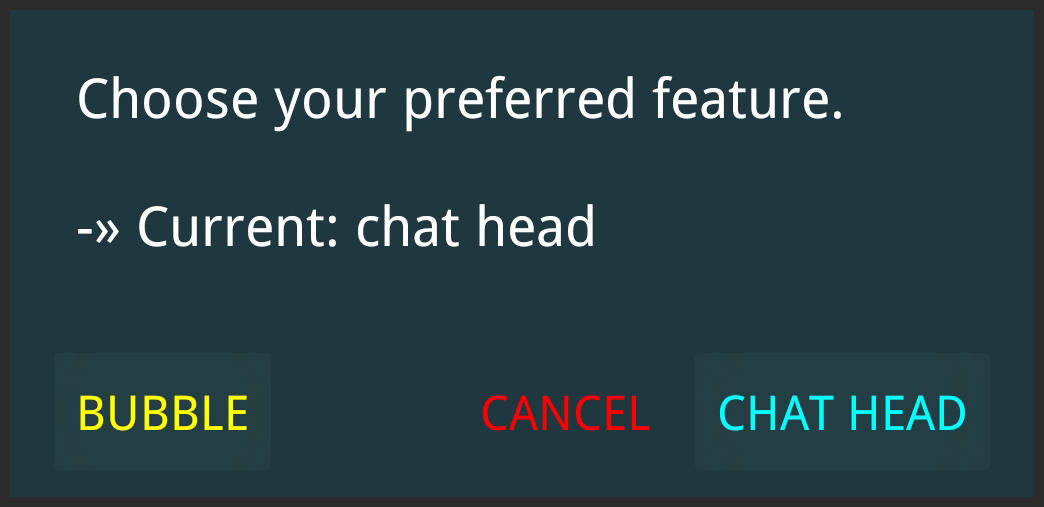 Choose your preferred feature.
-» Current: chat head
BUBBLE CANCEL CHAT HEAD